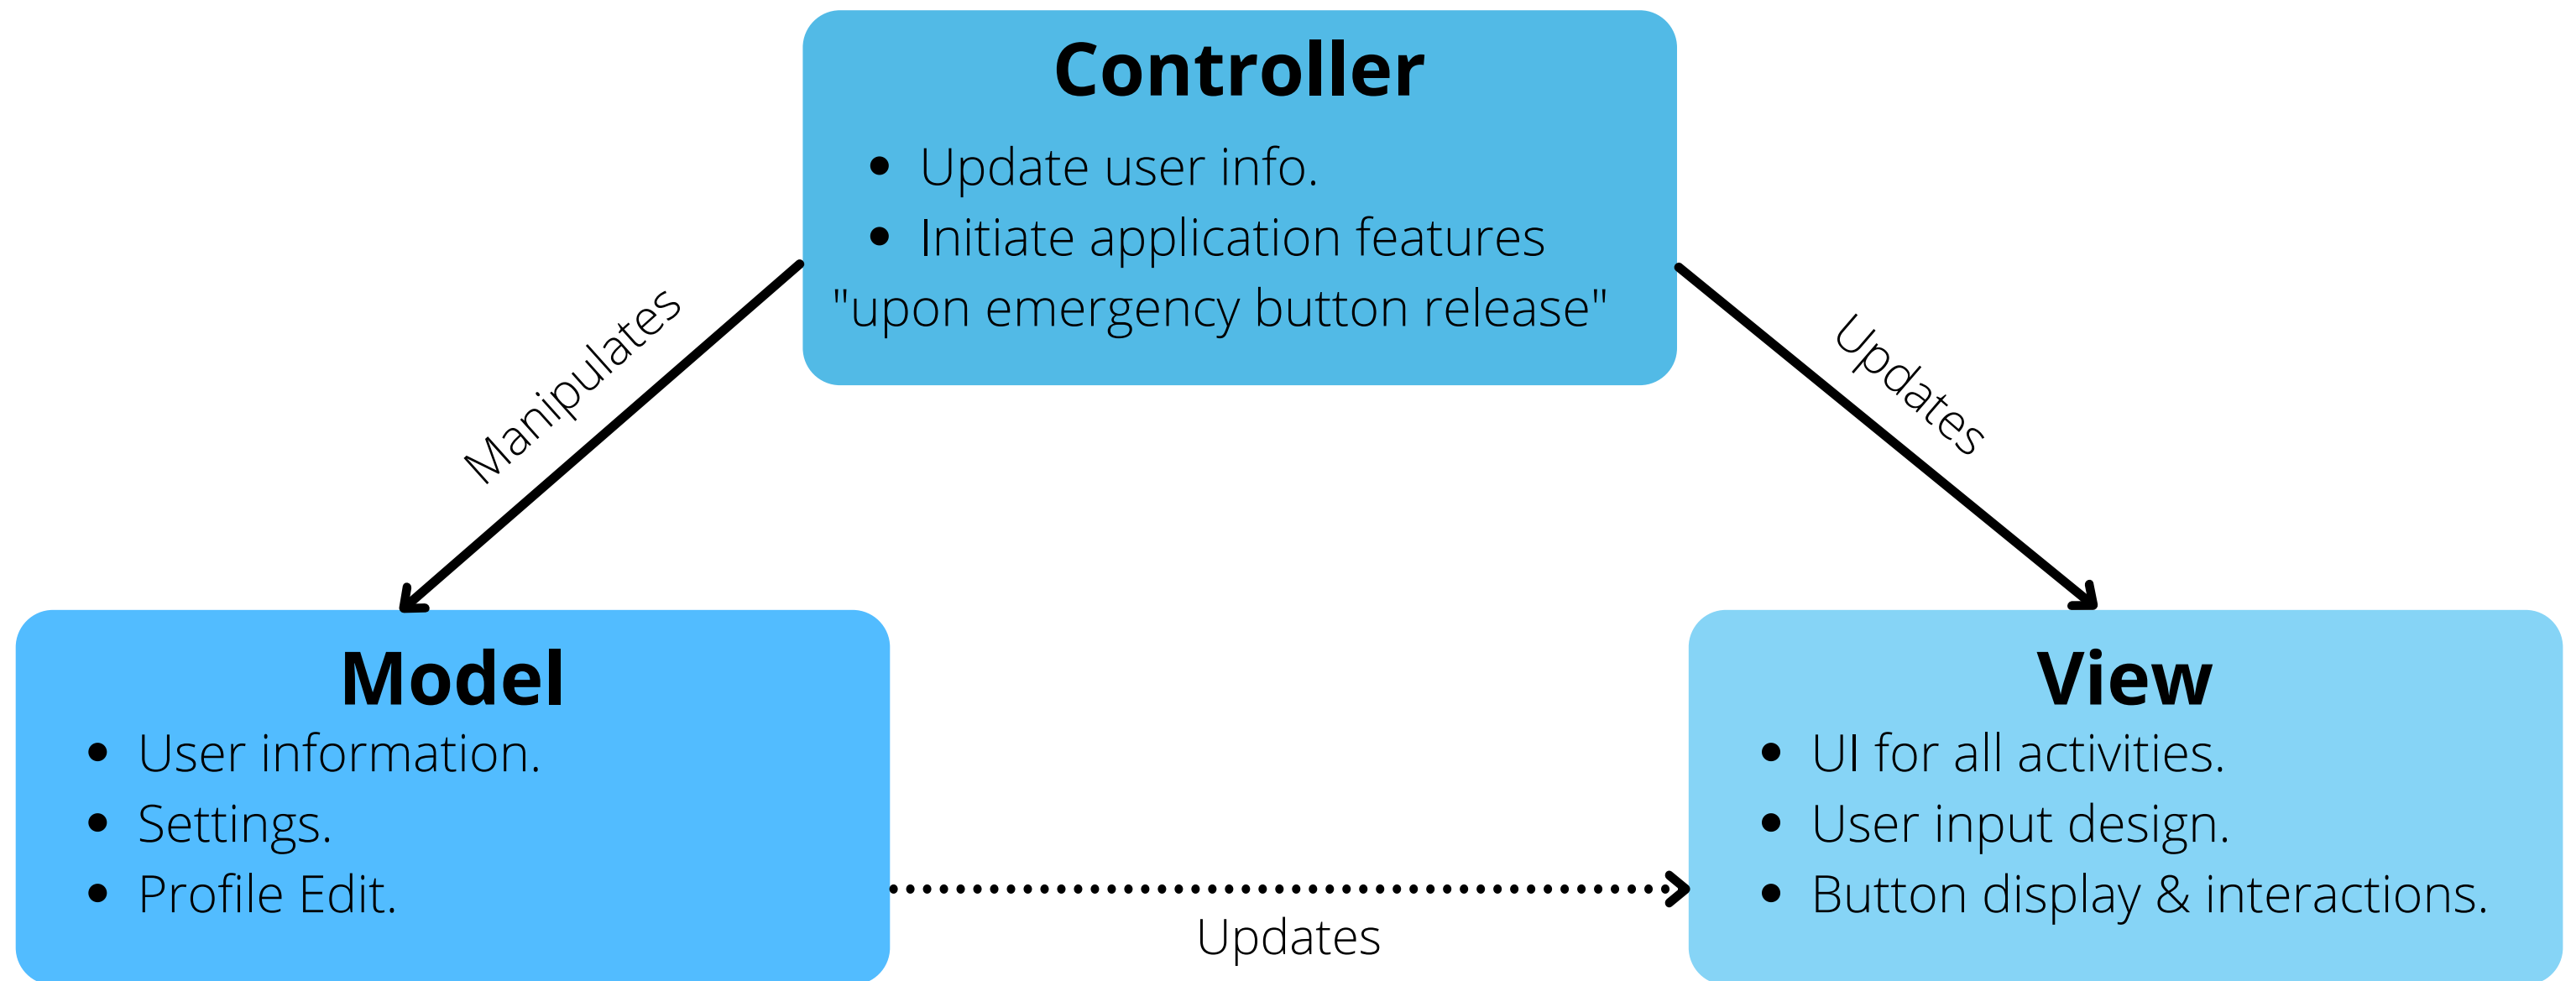 Controller
• Update user info.
• Initiate application features
"upon emergency button release"
Manipulates
Updates
Model
• User information.
• Settings.
• Profile Edit.
View
• UI for all activities.
• User input design.
• Button display & interactions.
Updates